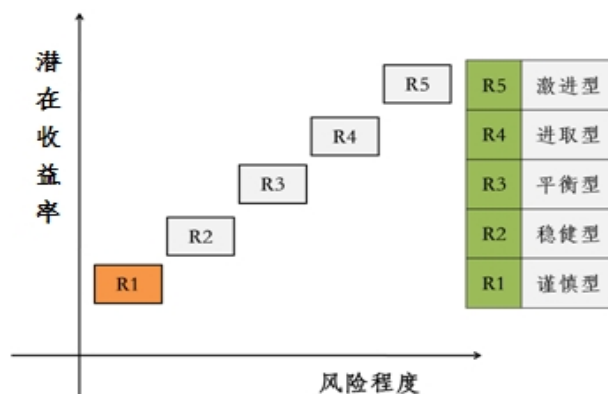 潜在收益率
R5
R4
R3
R2
R1
风险程度
R5 激进型
R4 进取型
R3 平衡型
R2 稳健型
R1 谨慎型